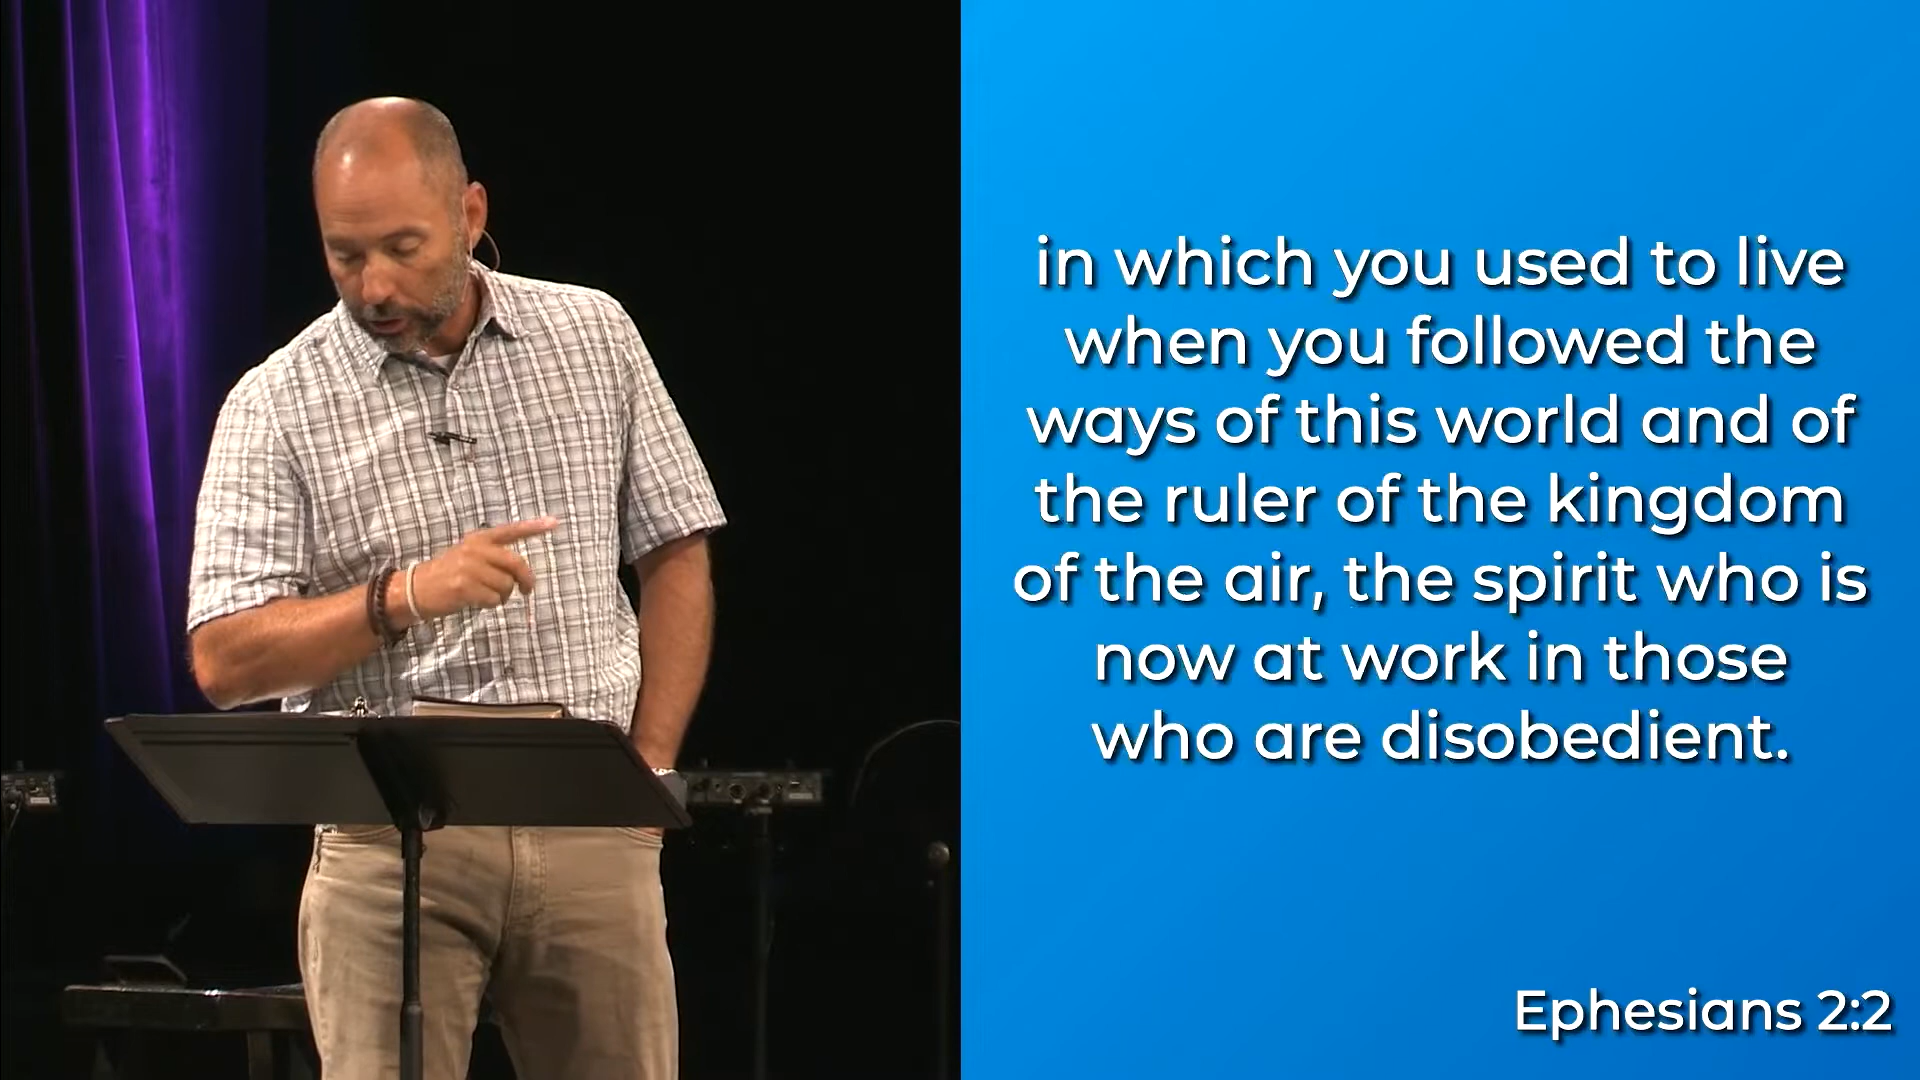 in which you used to live
when you followed the
ways of this world and of
the ruler of the kingdom
of the air, the spirit who is
now at work in those
who are disobedient.
Ephesians 2:2